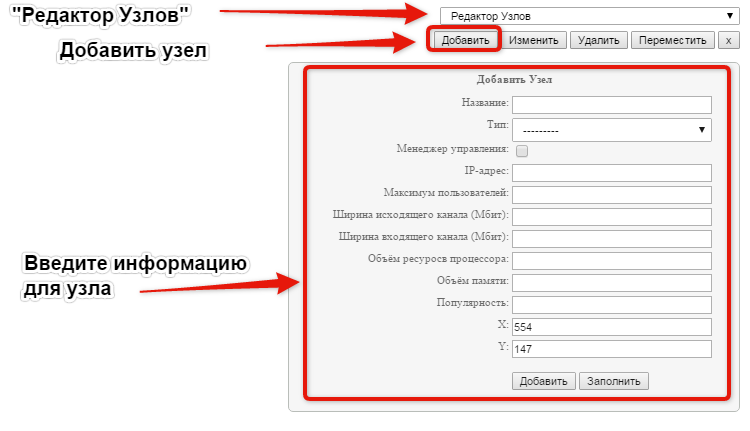 "Редактор Узлов"
Редактор Узлов
Добавить узел
Добавить Изменить Удалить Переместить x
Добавить Узел
Название:
Тип: ---------
Менеджер управления:
IP-адрес:
Максимум пользователей:
Ширина исходящего канала (Мбит):
Ширина входящего канала (Мбит):
Введите информацию
для узла
Объём ресурсв процессора:
Объём памяти:
Популярность:
X: 554
Y: 147
Добавить Заполнить